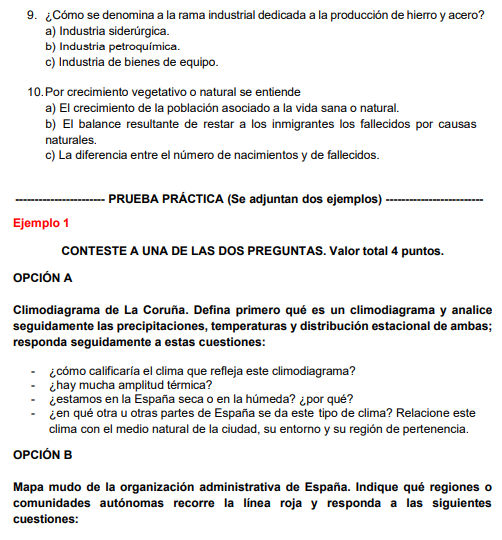 9. ¿Cómo se denomina a la rama industrial dedicada a la producción de hierro y acero?
a) Industria siderúrgica.
b) Industria petroquímica.
c) Industria de bienes de equipo.
10. Por crecimiento vegetativo o natural se entiende
a) El crecimiento de la población asociado a la vida sana o natural.
b) El balance resultante de restar a los inmigrantes los fallecidos por causas
naturales.
c) La diferencia entre el número de nacimientos y de fallecidos.
----------------------- PRUEBA PRÁCTICA (Se adjuntan dos ejemplos) -------------------------
Ejemplo 1
CONTESTE A UNA DE LAS DOS PREGUNTAS. Valor total 4 puntos.
OPCIÓN A
Climodiagrama de La Coruña. Defina primero qué es un climodiagrama y analice
seguidamente las precipitaciones, temperaturas y distribución estacional de ambas;
responda seguidamente a estas cuestiones:
- ¿cómo calificaría el clima que refleja este climodiagrama?
- ¿hay mucha amplitud térmica?
- ¿estamos en la España seca o en la húmeda? ¿por qué?
- ¿en qué otra u otras partes de España se da este tipo de clima? Relacione este
clima con el medio natural de la ciudad, su entorno y su región de pertenencia.
OPCIÓN B
Mapa mudo de la organización administrativa de España. Indique qué regiones o
comunidades autónomas recorre la línea roja y responda a las siguientes
cuestiones: